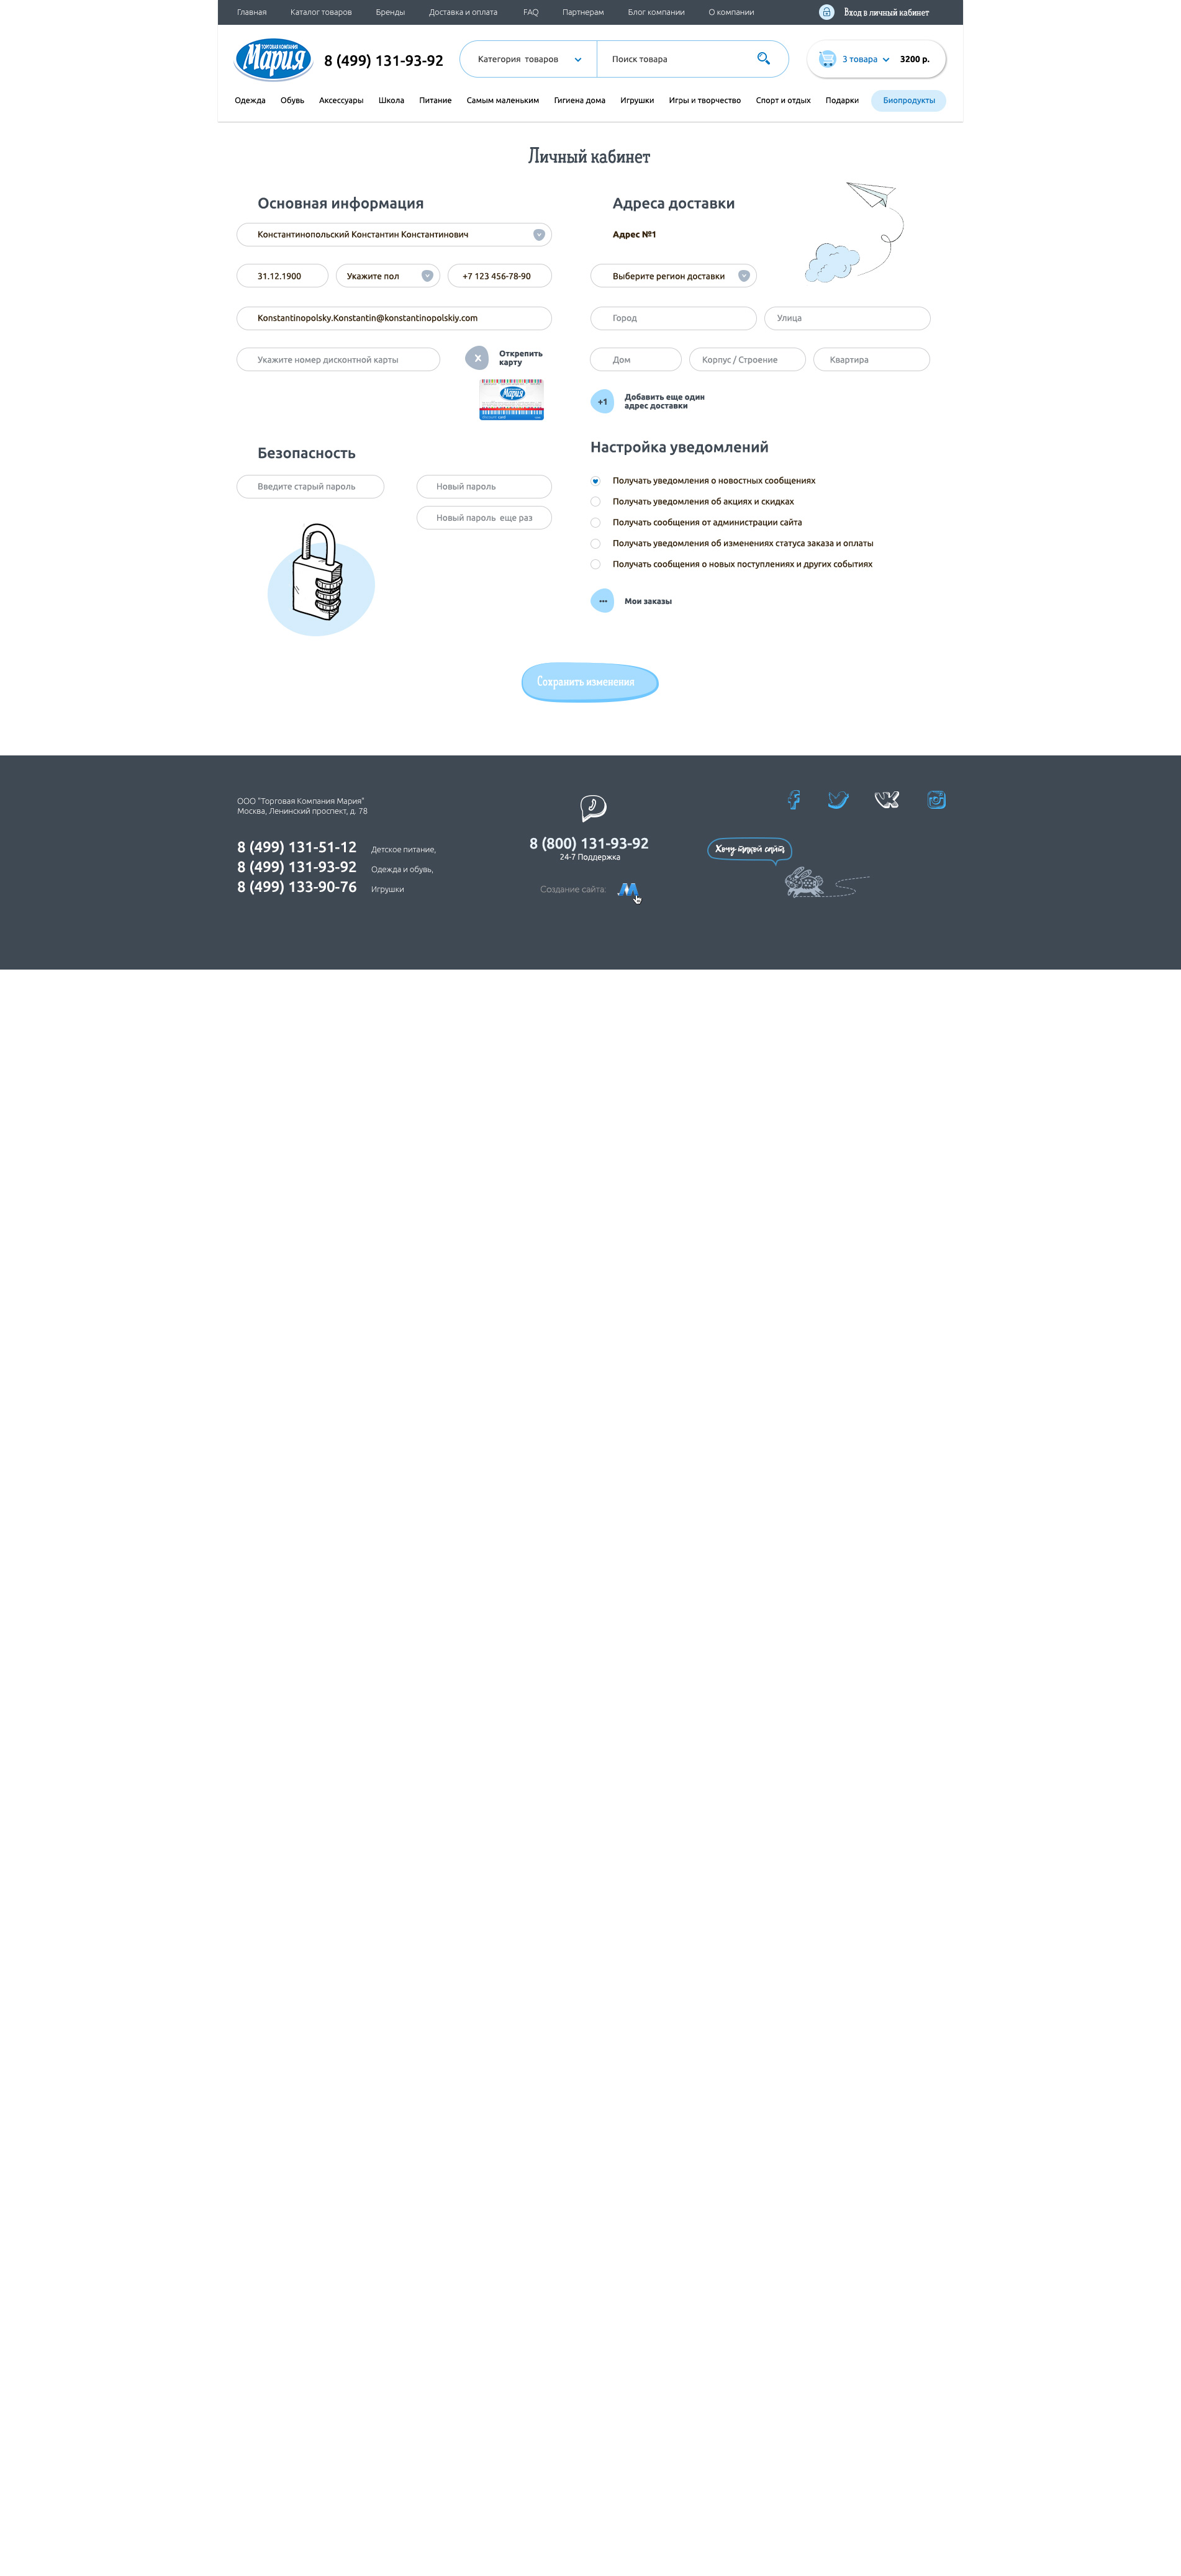 Главная Каталог товаров Бренды Доставка и оплата FAQ Партнерам Блог компании О компании Вход в личный кабинет
ТОРГОВАЯ КОМПАНИЯ
Мария
8 (499) 131-93-92
Категория товаров
Поиск товара
3 товара
3200 р.
Одежда Обувь Аксессуары Школа Питание Самым маленьким Гигиена дома Игрушки Игры и творчество Спорт и отдых Подарки Биопродукты
Личный кабинет
Основная информация
Константинопольский Константин Константинович
31.12.1900 Укажите пол +7 123 456-78-90
Konstantinopolsky.Konstantin@konstantinopolskiy.com
Укажите номер дисконтной карты
X
Открепить
карту
Мария
Адреса доставки
Адрес №1
Выберите регион доставки
Город Улица
Дом Корпус / Строение Квартира
+1
Добавить еще один
адрес доставки
Безопасность
Введите старый пароль Новый пароль
Новый пароль еще раз
Настройка уведомлений
Получать уведомления о новостных сообщениях
Получать уведомления об акциях и скидках
Получать сообщения от администрации сайта
Получать уведомления об изменениях статуса заказа и оплаты
Получать сообщения о новых поступлениях и других событиях
Мои заказы
Сохранить изменения
ООО "Торговая Компания Мария"
Москва, Ленинский проспект, д. 78
8 (499) 131-51-12 Детское питание,
8 (499) 131-93-92 Одежда и обувь,
8 (499) 133-90-76 Игрушки
8 (800) 131-93-92
24-7 Поддержка
Создание сайта:
Хочу такой сайт